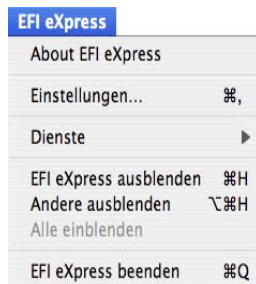 EFI eXpress
About EFI eXpress
Einstellungen... ⌘,
Dienste ▶
EFI eXpress ausblenden ⌘H
Andere ausblenden ⌥⌘H
Alle einblenden
EFI eXpress beenden ⌘Q